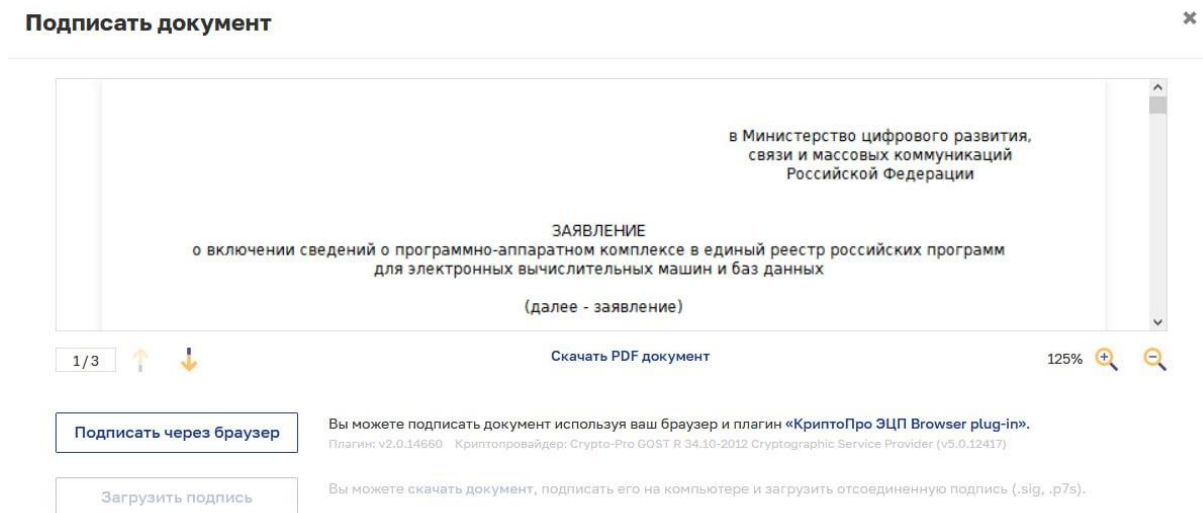 Подписать документ
в Министерство цифрового развития,
связи и массовых коммуникаций
Российской Федерации
ЗАЯВЛЕНИЕ
о включении сведений о программно-аппаратном комплексе в единый реестр российских программ
для электронных вычислительных машин и баз данных
(далее - заявление)
1/3
Скачать PDF документ
125%
Подписать через браузер
Вы можете подписать документ используя ваш браузер и плагин «КриптоПро ЭЦП Browser plug-in».
Плагин: v2.0.14660 Криптопровайдер: Crypto-Pro GOST R 34.10-2012 Cryptographic Service Provider (v5.0.12417)
Загрузить подпись
Вы можете скачать документ, подписать его на компьютере и загрузить отсоединенную подпись (.sig, .p7s).